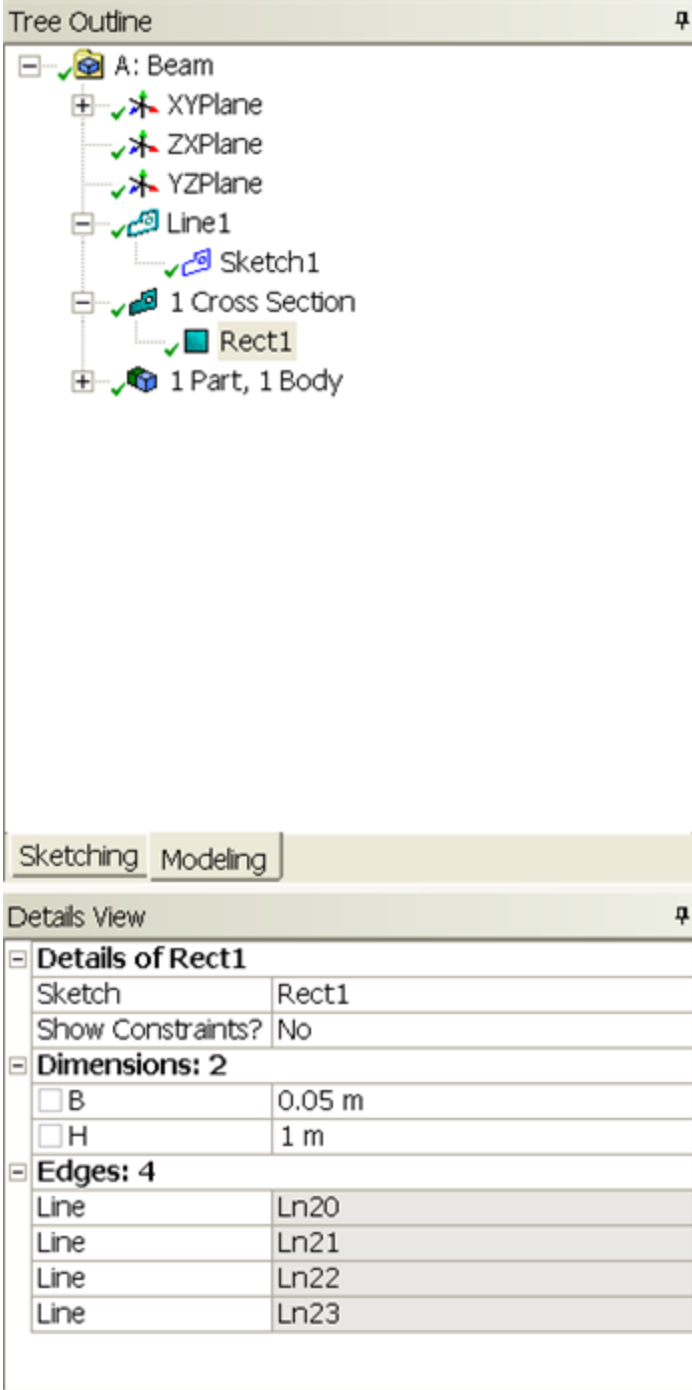 Tree Outline
A: Beam
XYPlane
ZXPlane
YZPlane
Line1
Sketch1
1 Cross Section
Rect1
1 Part, 1 Body
Sketching Modeling
Details View
Details of Rect1
Sketch Rect1
Show Constraints? No
Dimensions: 2
B 0.05 m
H 1 m
Edges: 4
Line Ln20
Line Ln21
Line Ln22
Line Ln23